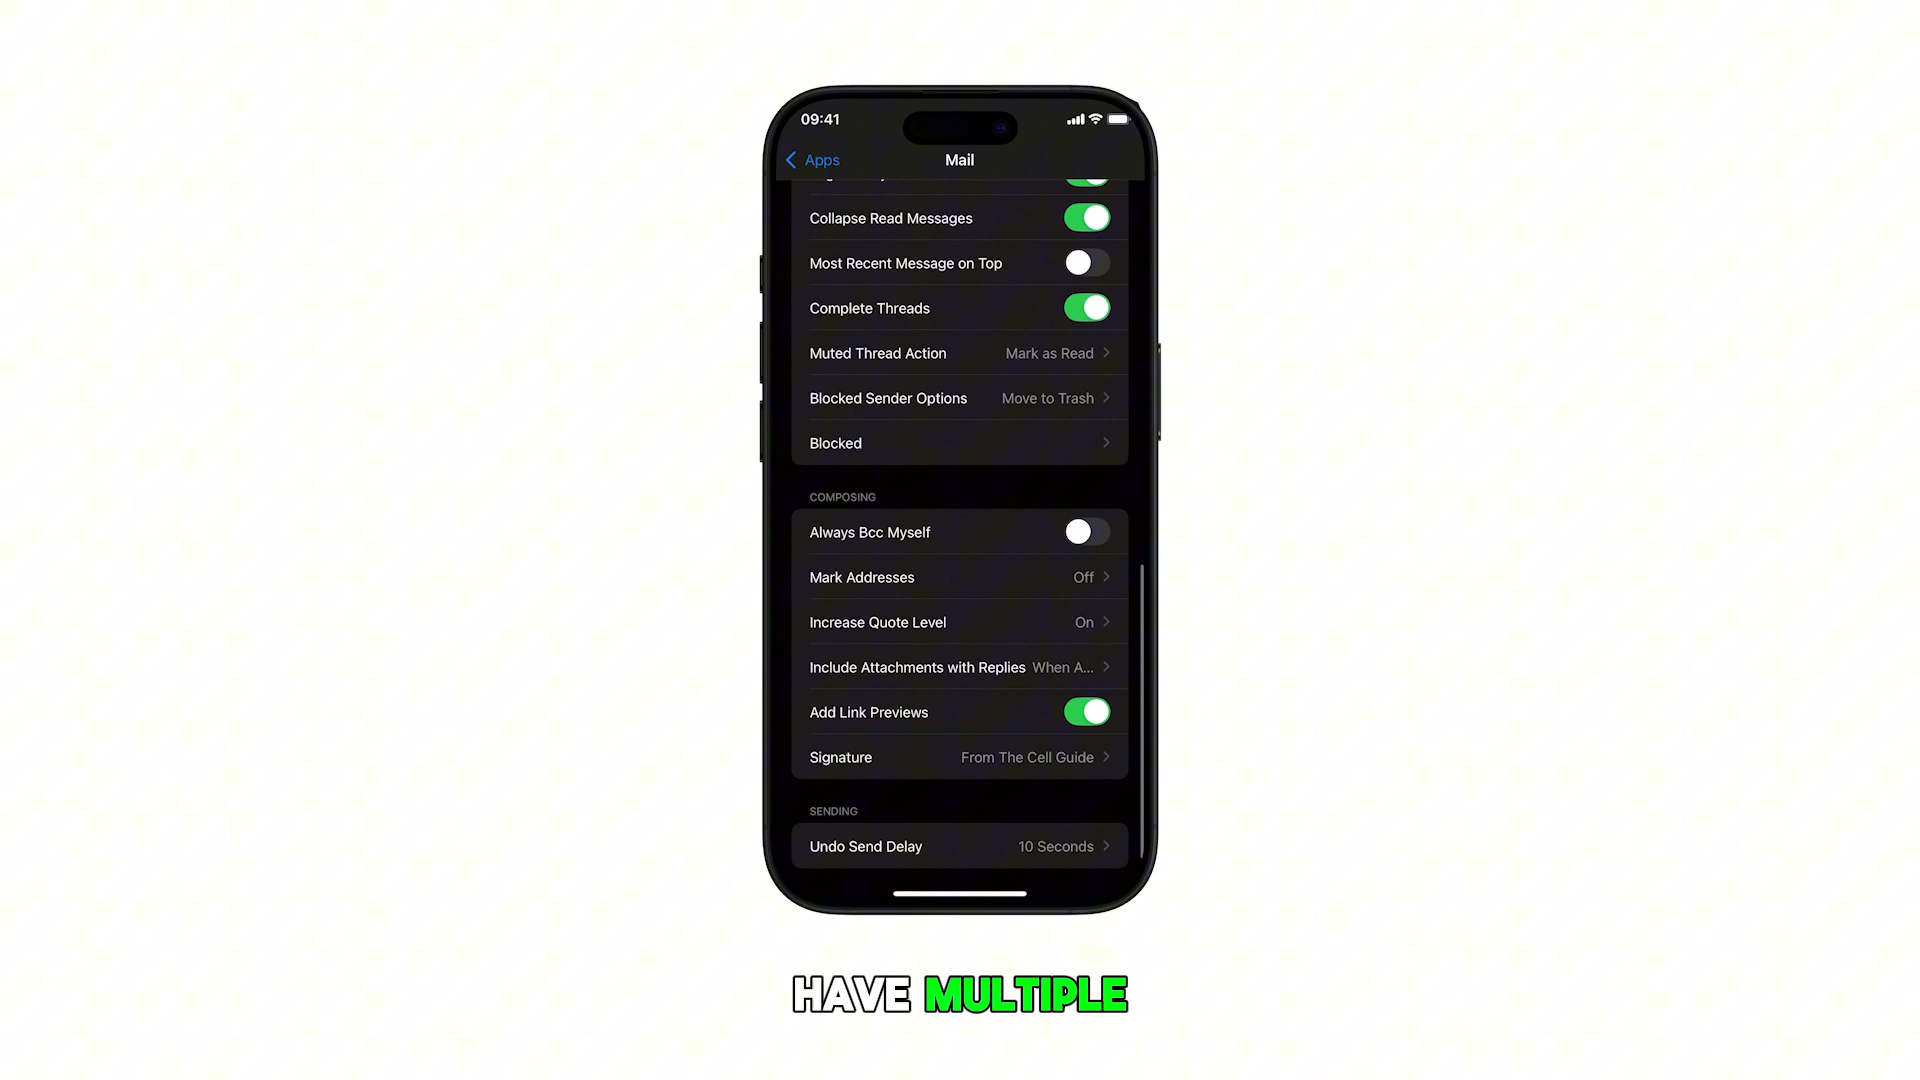 09:41
Apps
Mail
Collapse Read Messages
Most Recent Message on Top
Complete Threads
Muted Thread Action Mark as Read
Blocked Sender Options Move to Trash
Blocked
COMPOSING
Always Bcc Myself
Mark Addresses Off
Increase Quote Level On
Include Attachments with Replies When A...
Add Link Previews
Signature From The Cell Guide
SENDING
Undo Send Delay 10 Seconds
HAVE MULTIPLE